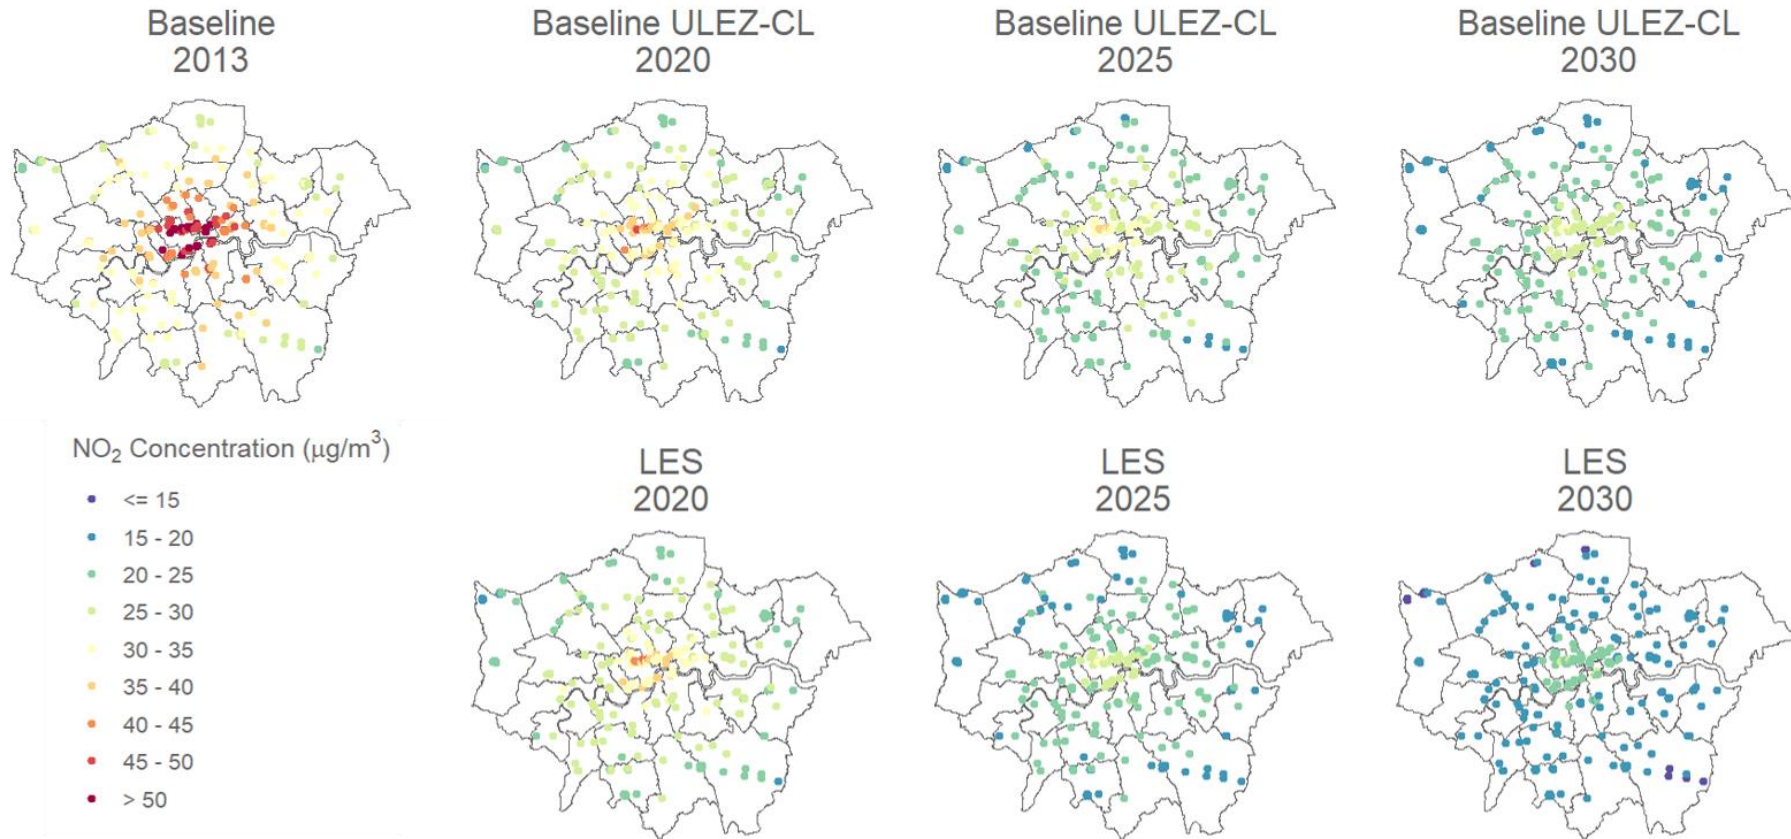 Baseline
2013
Baseline ULEZ-CL
2020
Baseline ULEZ-CL
2025
Baseline ULEZ-CL
2030
NO₂ Concentration (μg/m³)
<= 15
15 - 20
20 - 25
25 - 30
30 - 35
35 - 40
40 - 45
45 - 50
> 50
LES
2020
LES
2025
LES
2030